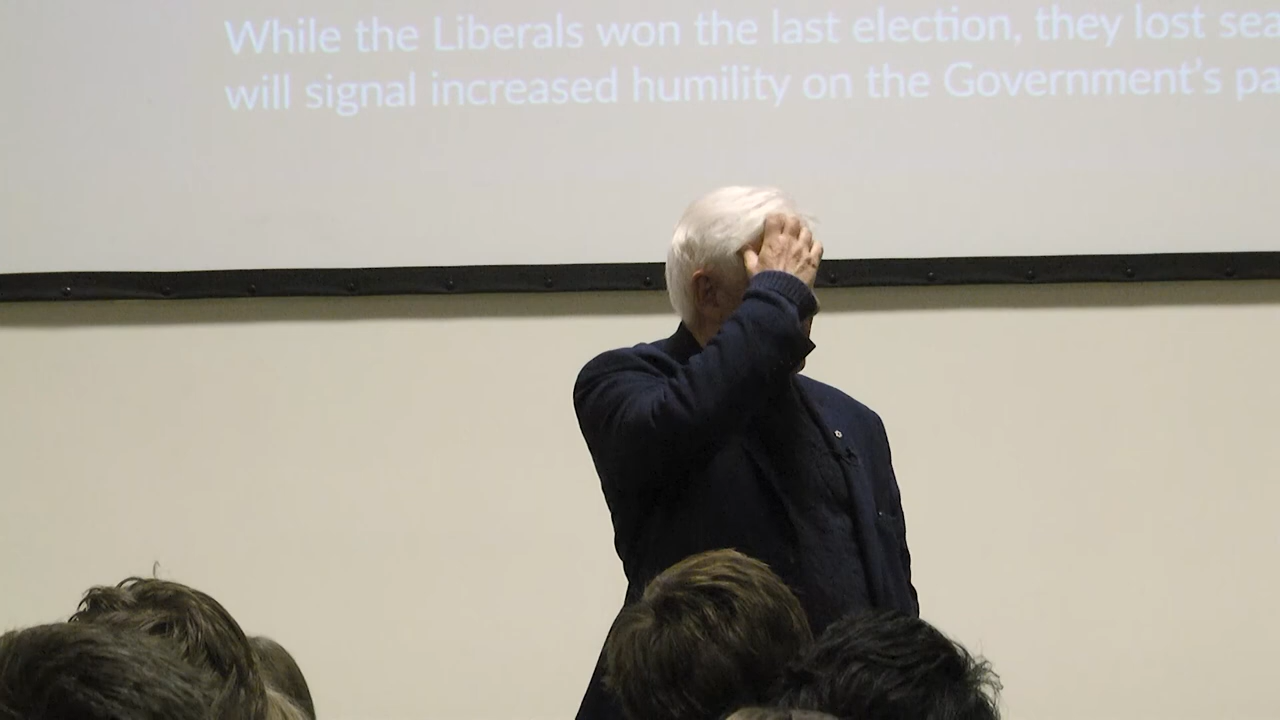 While the Liberals won the last election, they lost
will signal increased humility on the Government's